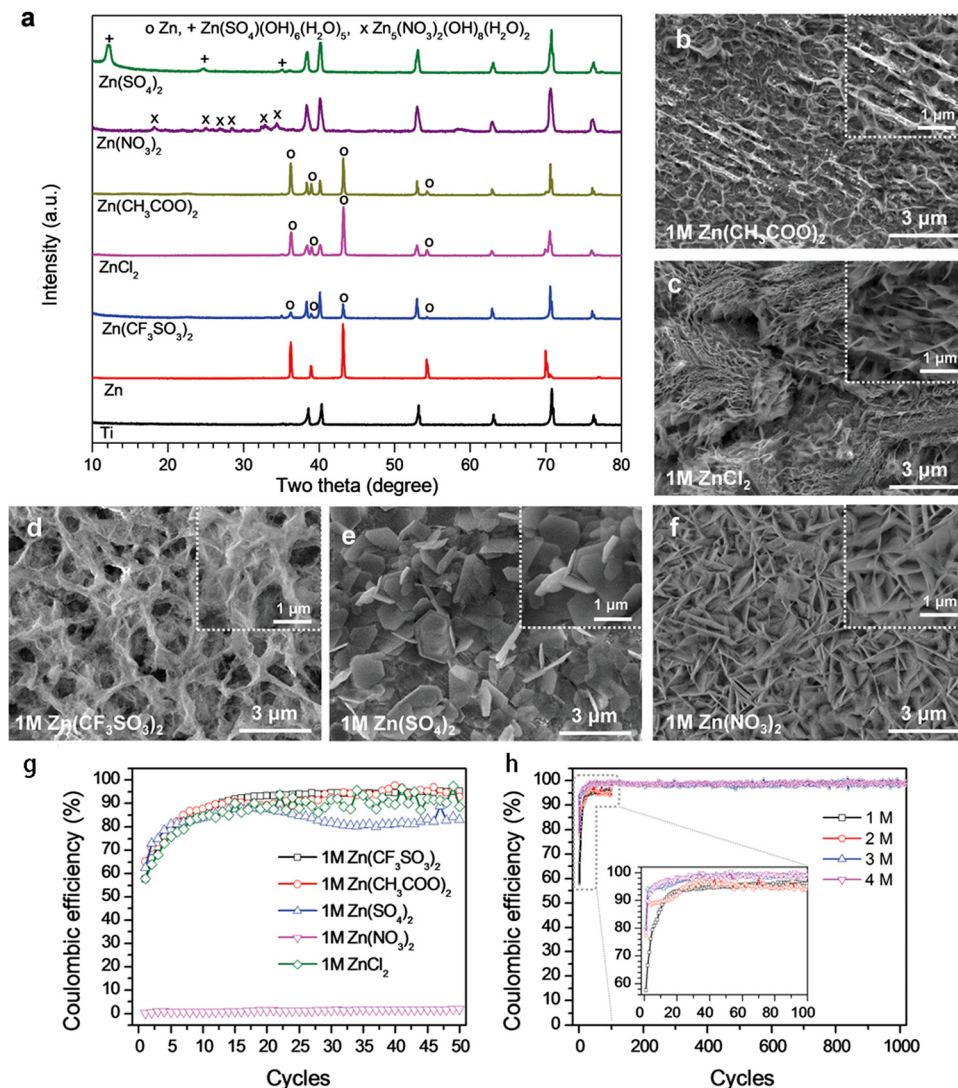 a
o Zn, + Zn(SO₄)(OH)₆(H₂O)₅, x Zn₅(NO₃)₂(OH)₈(H₂O)₂
+
+
+
Zn(SO₄)₂
x
x x x x x
Zn(NO₃)₂
o o o o
Zn(CH₃COO)₂
o o o o
ZnCl₂
o o o o
Zn(CF₃SO₃)₂
Zn
Ti
Intensity (a.u.)
10 20 30 40 50 60 70 80
Two theta (degree)
b
1 µm
3 µm
1M Zn(CH₃COO)₂
c
1 µm
3 µm
1M ZnCl₂
d
1 µm
3 µm
1M Zn(CF₃SO₃)₂
e
1 µm
3 µm
1M Zn(SO₄)₂
f
1 µm
3 µm
1M Zn(NO₃)₂
g
Coulombic efficiency (%)
100
90
80
70
60
50
40
30
20
10
0
1M Zn(CF₃SO₃)₂
1M Zn(CH₃COO)₂
1M Zn(SO₄)₂
1M Zn(NO₃)₂
1M ZnCl₂
0 5 10 15 20 25 30 35 40 45 50
Cycles
h
Coulombic efficiency (%)
100
90
80
70
60
50
40
30
20
10
0
1 M
2 M
3 M
4 M
100
90
80
70
60
0 20 40 60 80 100
0 200 400 600 800 1000
Cycles